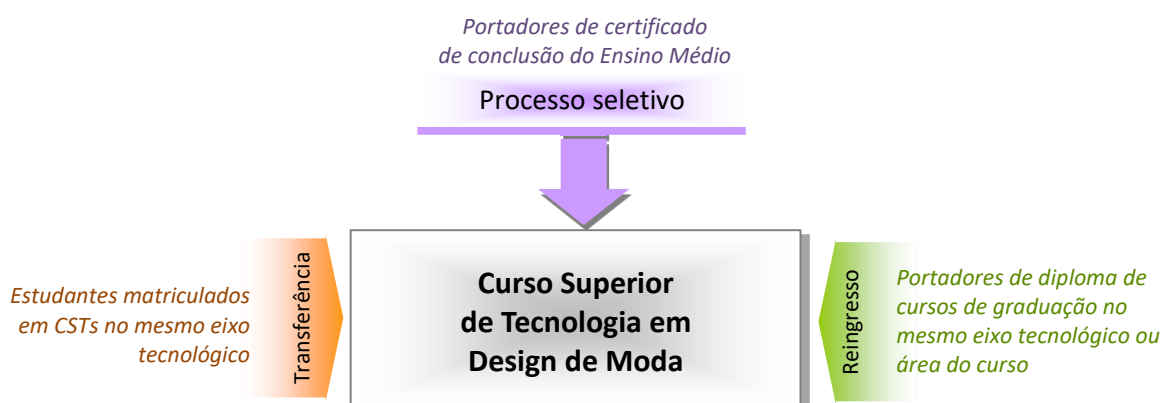 Portadores de certificado
de conclusão do Ensino Médio
Processo seletivo
Estudantes matriculados
em CSTs no mesmo eixo
tecnológico
Transferência
Curso Superior
de Tecnologia em
Design de Moda
Reingresso
Portadores de diploma de
cursos de graduação no
mesmo eixo tecnológico ou
área do curso